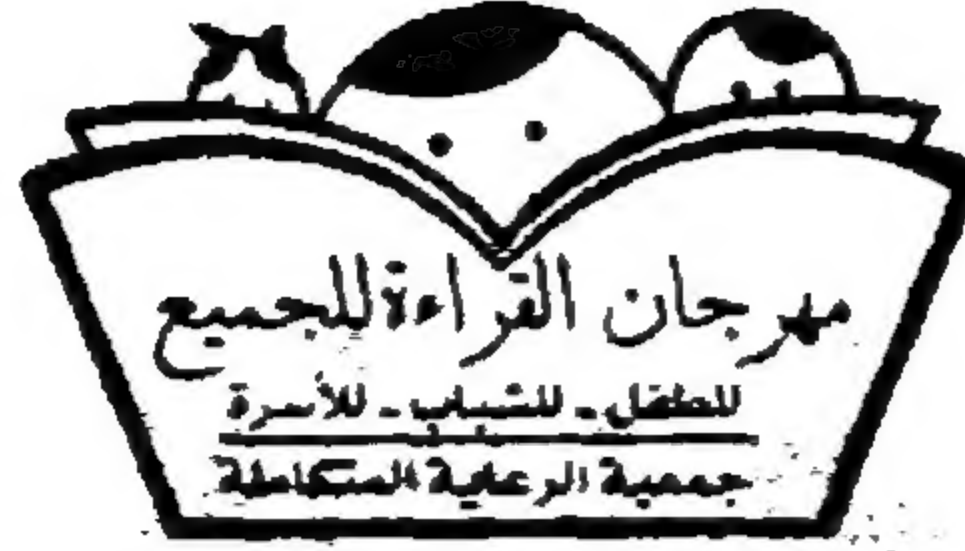 مهرجان القراءة للجميع
للطفل - للشباب - للأسرة
جمعية الرعاية المتكاملة